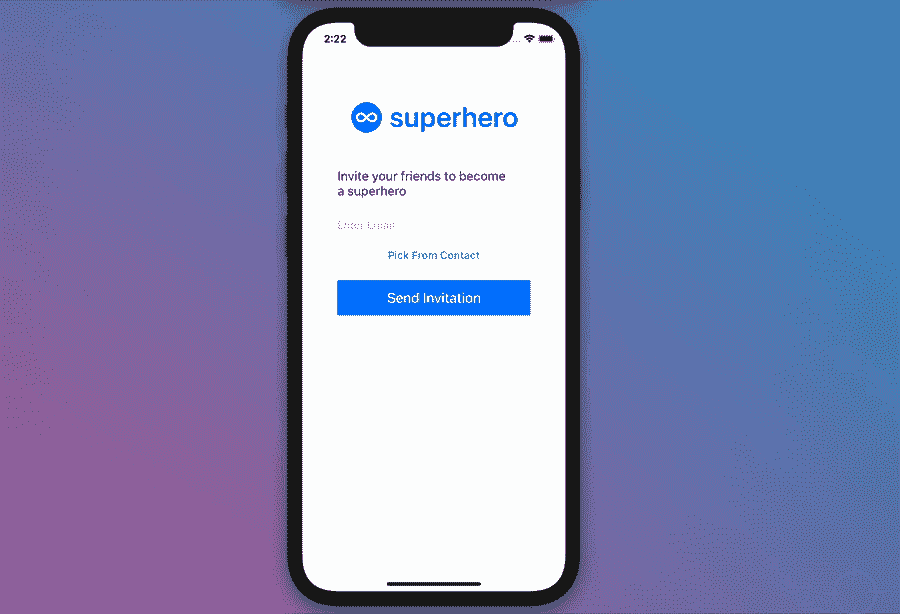 2:22
superhero
Invite your friends to become
a superhero
Enter Email
Pick From Contact
Send Invitation